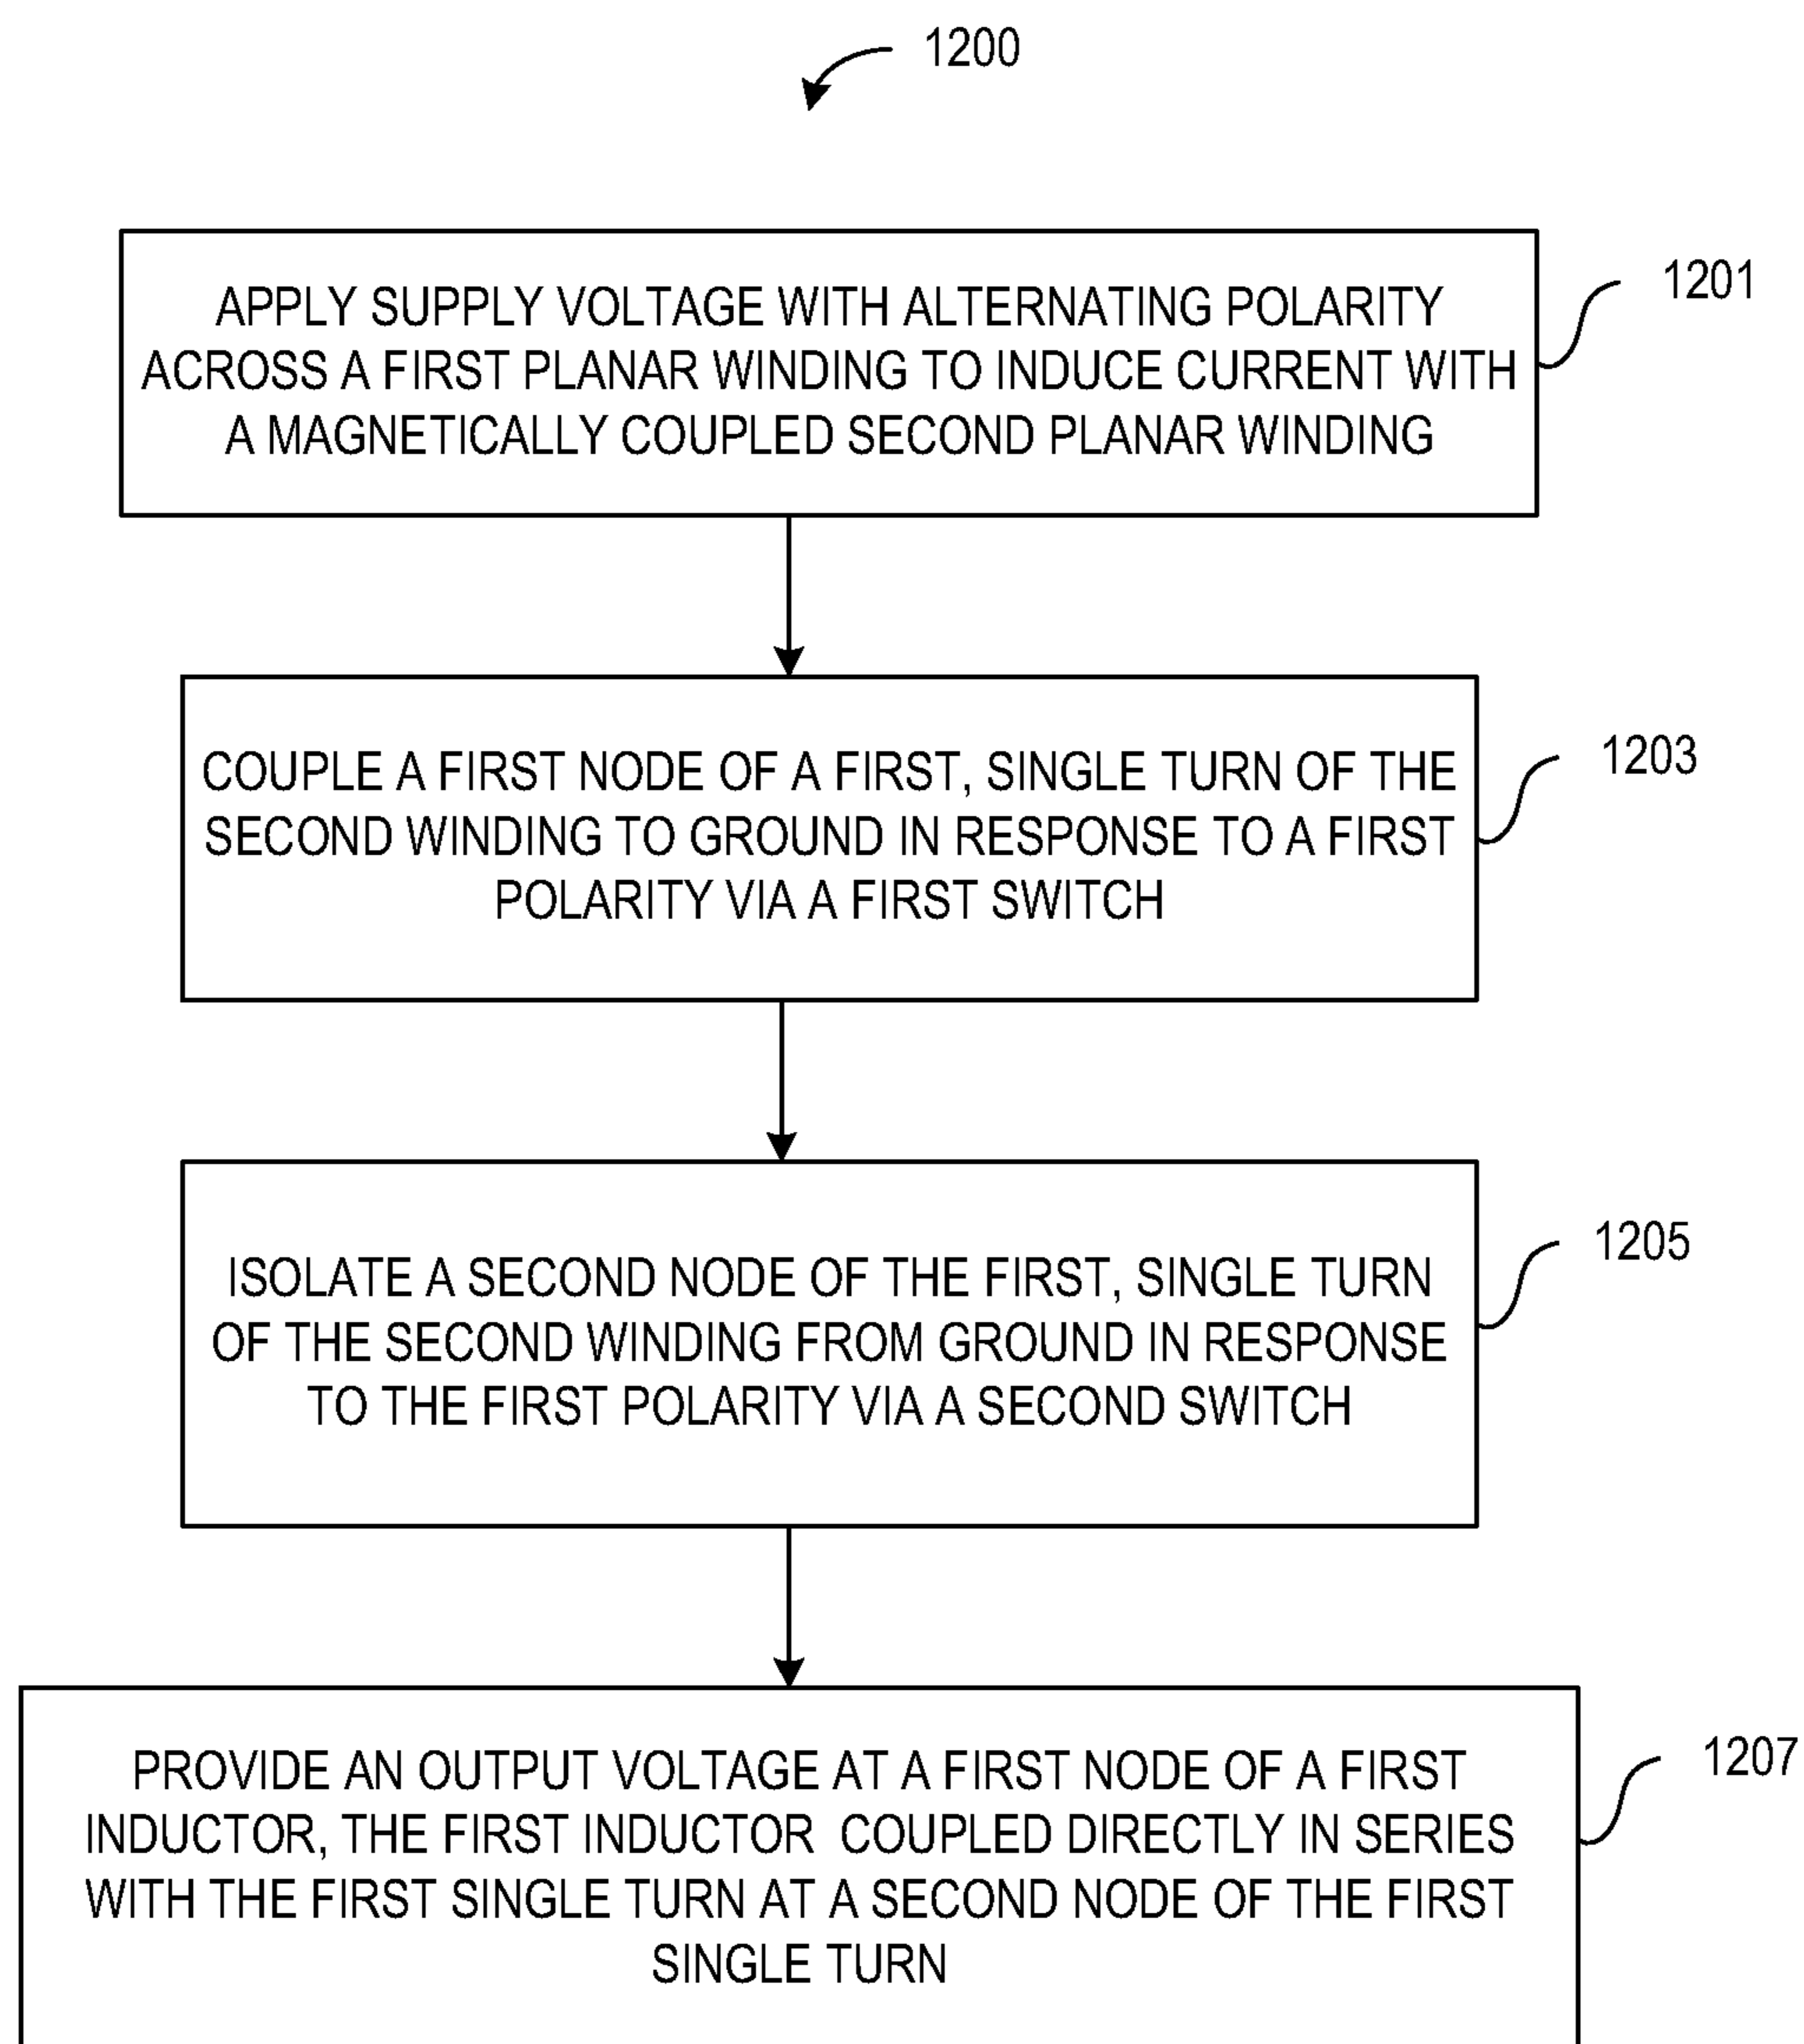 1200
APPLY SUPPLY VOLTAGE WITH ALTERNATING POLARITY
ACROSS A FIRST PLANAR WINDING TO INDUCE CURRENT WITH
A MAGNETICALLY COUPLED SECOND PLANAR WINDING
1201
COUPLE A FIRST NODE OF A FIRST, SINGLE TURN OF THE
SECOND WINDING TO GROUND IN RESPONSE TO A FIRST
POLARITY VIA A FIRST SWITCH
1203
ISOLATE A SECOND NODE OF THE FIRST, SINGLE TURN
OF THE SECOND WINDING FROM GROUND IN RESPONSE
TO THE FIRST POLARITY VIA A SECOND SWITCH
1205
PROVIDE AN OUTPUT VOLTAGE AT A FIRST NODE OF A FIRST
INDUCTOR, THE FIRST INDUCTOR COUPLED DIRECTLY IN SERIES
WITH THE FIRST SINGLE TURN AT A SECOND NODE OF THE FIRST
SINGLE TURN
1207